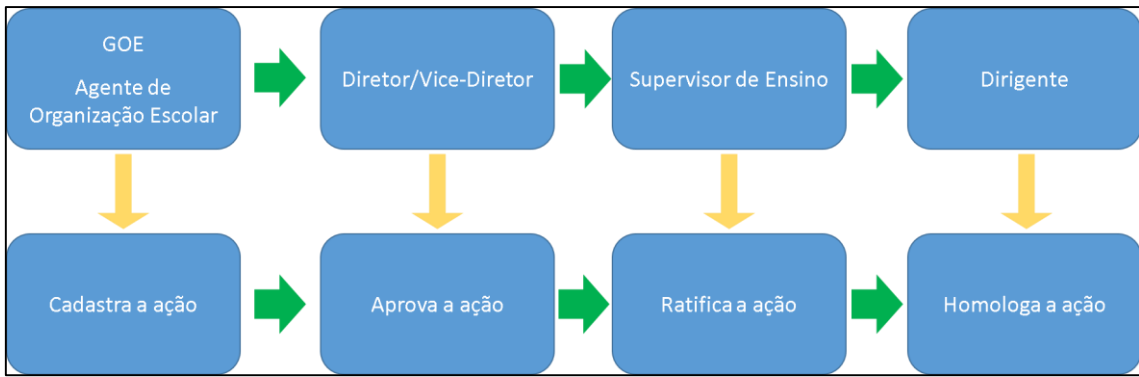 GOE
Agente de
Organização Escolar
Diretor/Vice-Diretor
Supervisor de Ensino
Dirigente
Cadastra a ação
Aprova a ação
Ratifica a ação
Homologa a ação